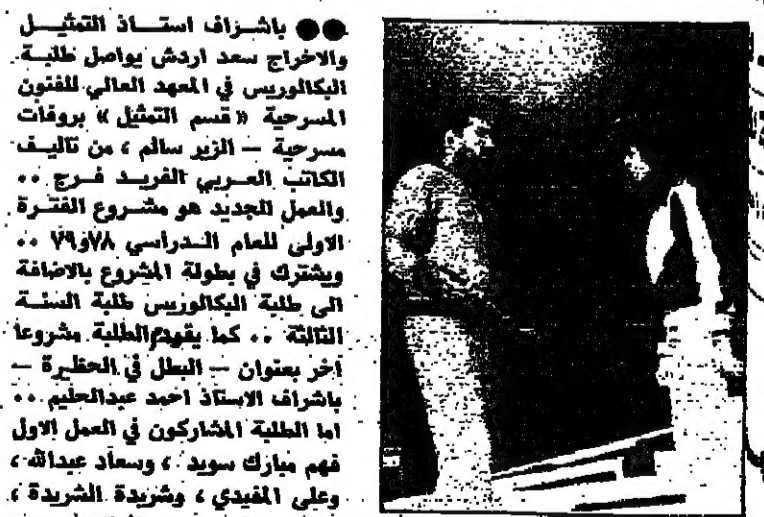 ●● باشراف استاذ التمثيل
والاخراج سعد اردش يواصل طلبة
البكالوريس في المعهد العالي للفنون
المسرحية « قسم التمثيل » بروفات
مسرحية – الزير سالم ، من تاليف
الكاتب العربي الفريد فرج ..
والعمل الجديد هو مشروع الفترة
الاولى للعام الدراسي ٧٨و٧٩ ..
ويشترك في بطولة المشروع بالاضافة
الى طلبة البكالوريس طلبة السنة
الثالثة .. كما يقدم الطلبة مشروعا
اخر بعنوان – البطل في الحظيرة –
باشراف الاستاذ احمد عبدالحليم ..
اما الطلبة المشاركون في العمل الاول
فهم مبارك سويد ، وسعاد عبدالله ،
وعلي المفيدي ، وشريدة الشريدة ،